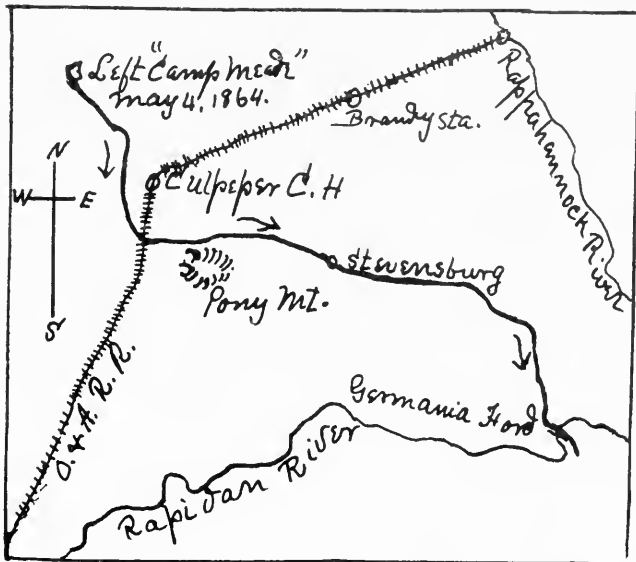 Left "Camp Mead"
May 4, 1864.
Rappahannock River
Brandy Sta.
N
W E
S
Culpeper C. H
Stevensburg
Pony Mt.
O. & A. R. R.
Germania Ford
Rapidan River